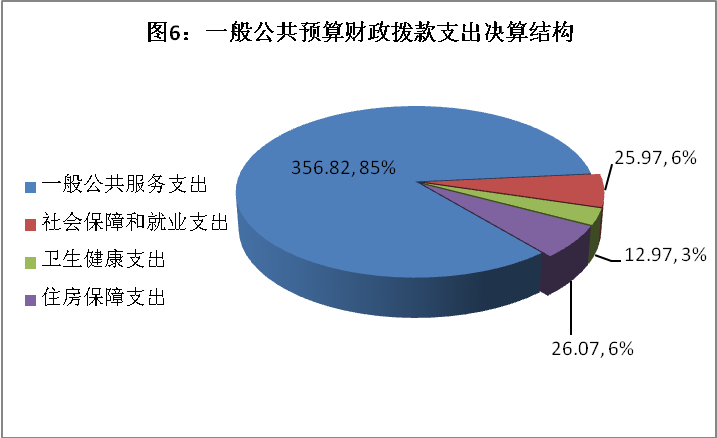 图6：一般公共预算财政拨款支出决算结构
356.82,85%
25.97,6%
12.97,3%
26.07,6%
一般公共服务支出
社会保障和就业支出
卫生健康支出
住房保障支出